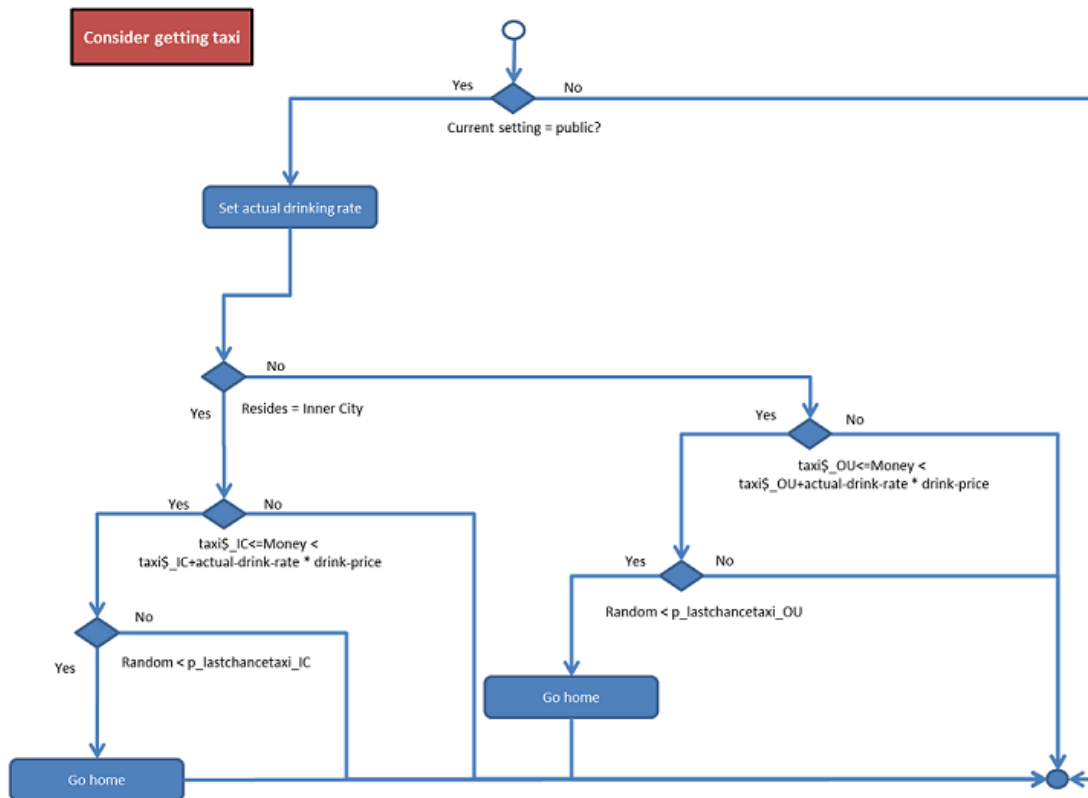 Consider getting taxi
Yes
No
Current setting = public?
Set actual drinking rate
No
Yes
Resides = Inner City
Yes
No
taxi$_OU<=Money <
taxi$_OU+actual-drink-rate * drink-price
Yes
No
taxi$_IC<=Money <
taxi$_IC+actual-drink-rate * drink-price
Yes
No
Random < p_lastchancetaxi_OU
No
Yes
Random < p_lastchancetaxi_IC
Go home
Go home